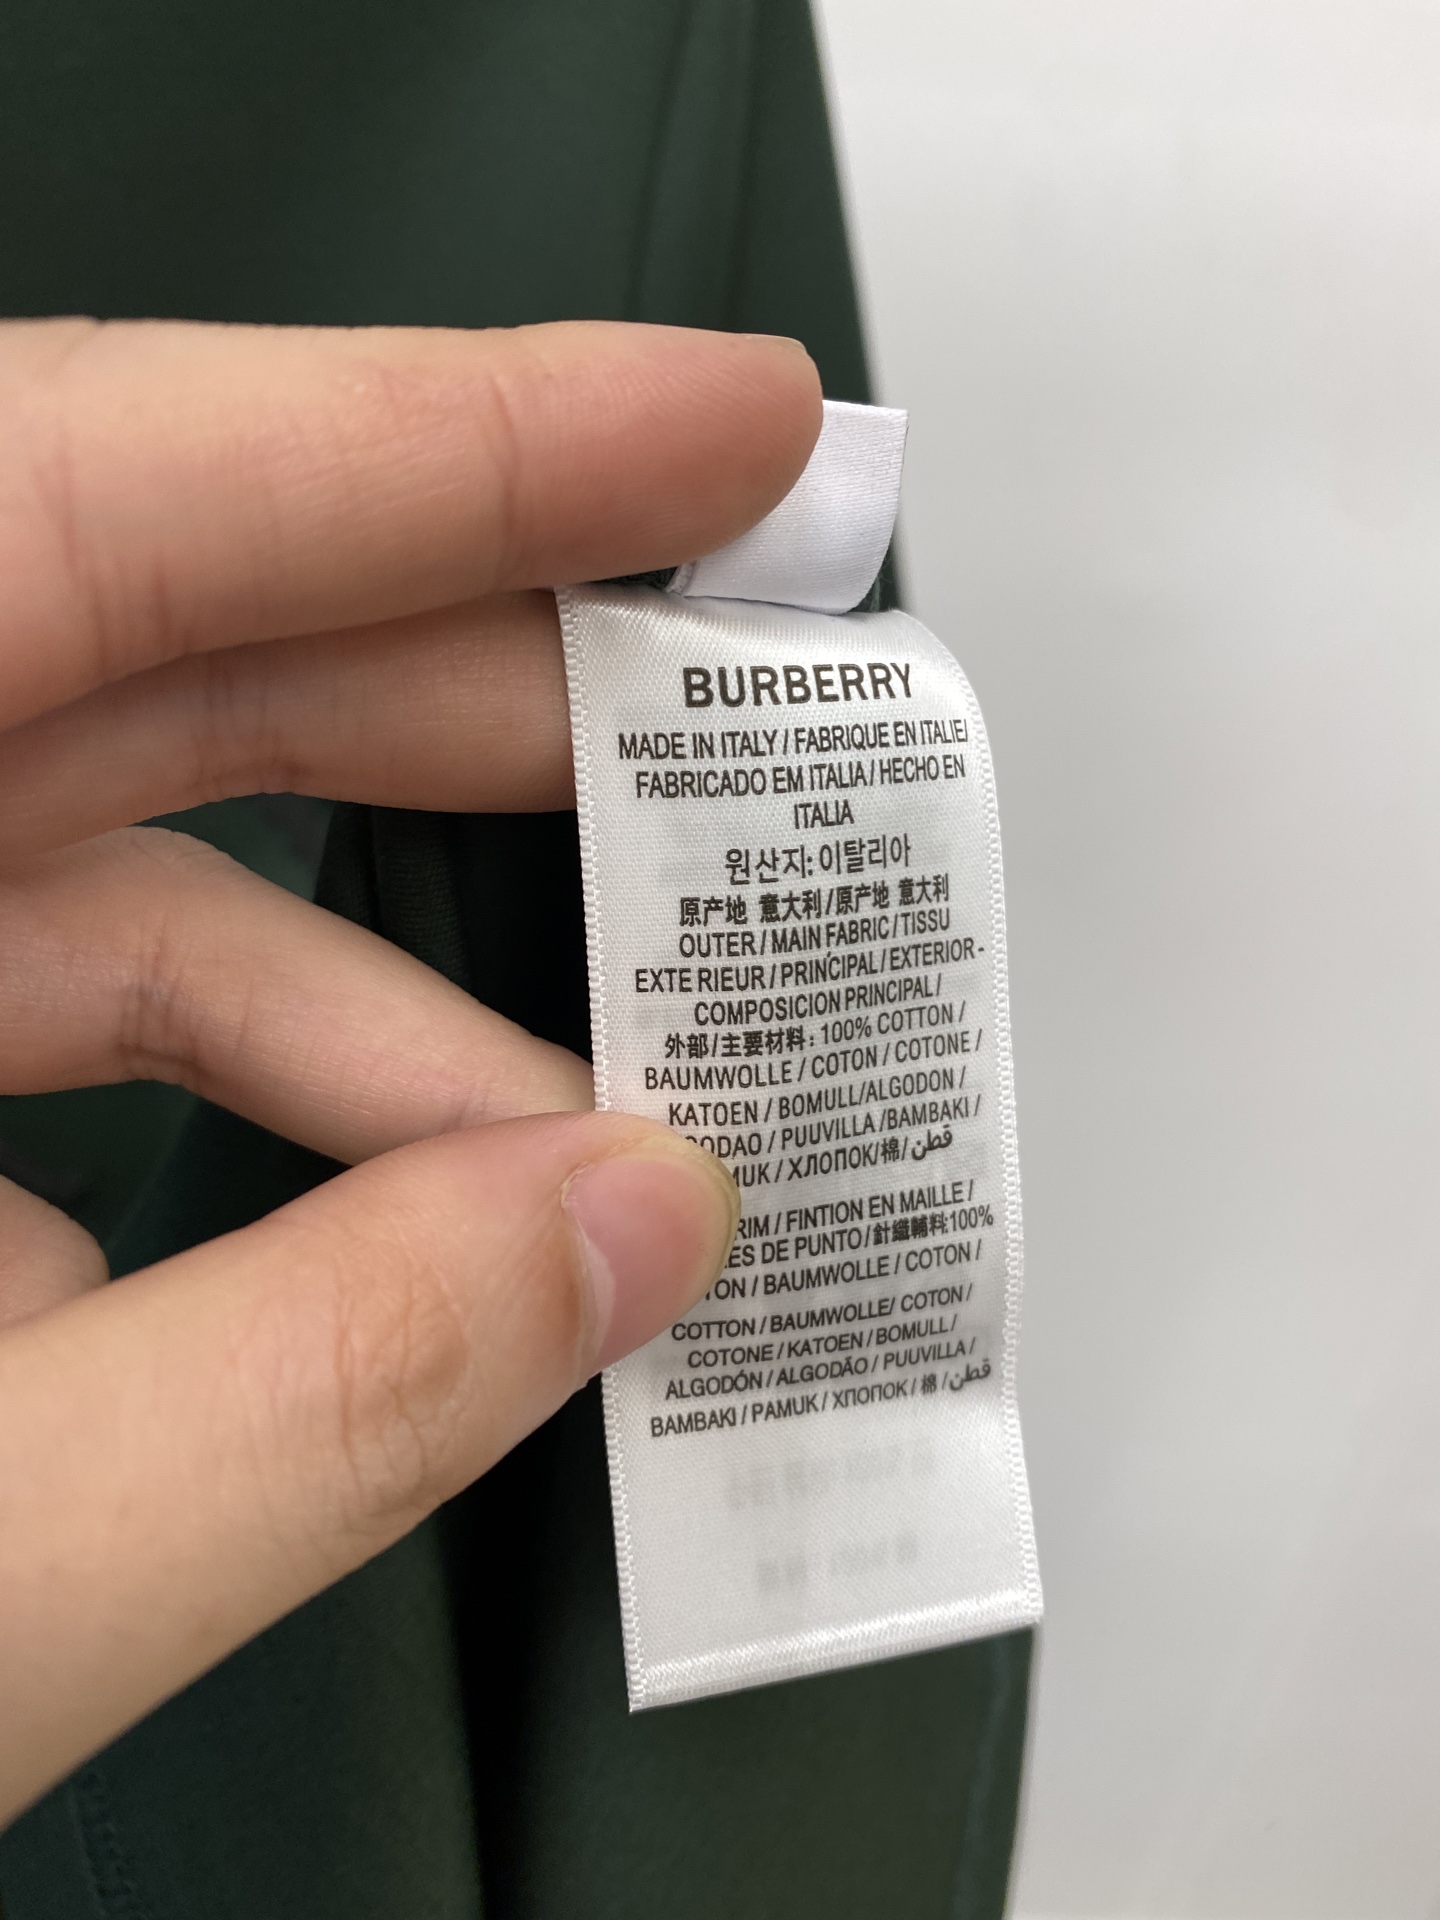 BURBERRY
MADE IN ITALY / FABRIQUE EN ITALIE/
FABRICADO EM ITALIA / HECHO EN
ITALIA
원산지: 이탈리아
原产地 意大利 / 原产地 意大利
OUTER / MAIN FABRIC / TISSU
EXTE RIEUR / PRINCIPAL / EXTERIOR -
COMPOSICION PRINCIPAL /
外部 / 主要材料: 100% COTTON /
BAUMWOLLE / COTON / COTONE /
KATOEN / BOMULL/ALGODON /
ODAO / PUUVILLA /BAMBAKI /
MUK / ХЛОПОК/棉/ قطن
RIM / FINTION EN MAILLE /
ES DE PUNTO / 針織輔料:100%
TON / BAUMWOLLE / COTON /
COTTON / BAUMWOLLE/ COTON /
COTONE / KATOEN / BOMULL /
ALGODÓN / ALGODÃO / PUUVILLA /
BAMBAKI / PAMUK / ХЛОПОК / 棉 / قطن